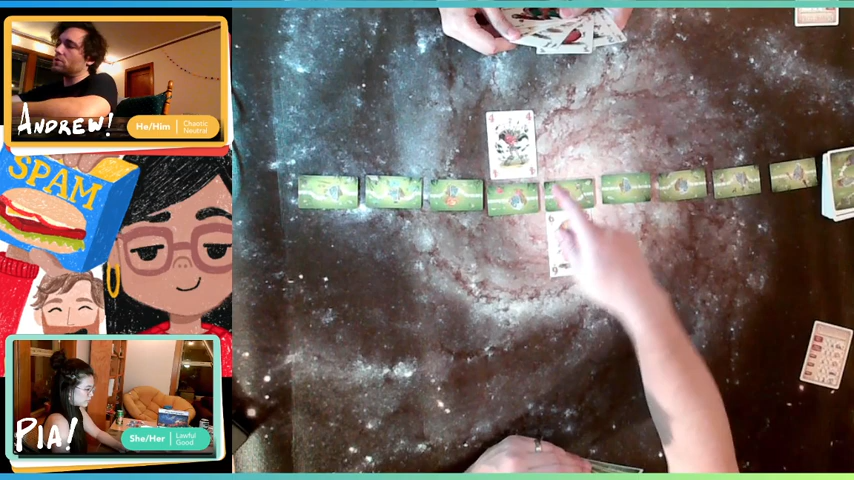 ANDREW!
He/Him
Chaotic
Neutral
SPAM
PIA!
She/Her
Lawful
Good